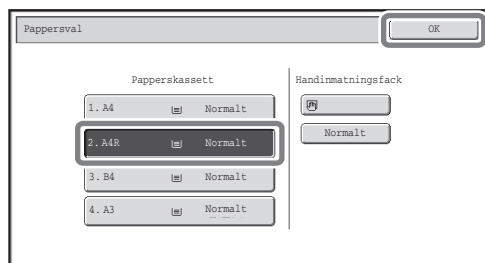 Pappersval
OK
Papperskassett
Handinmatningsfack
1. A4 Normalt
2. A4R Normalt
Normalt
3. B4 Normalt
4. A3 Normalt